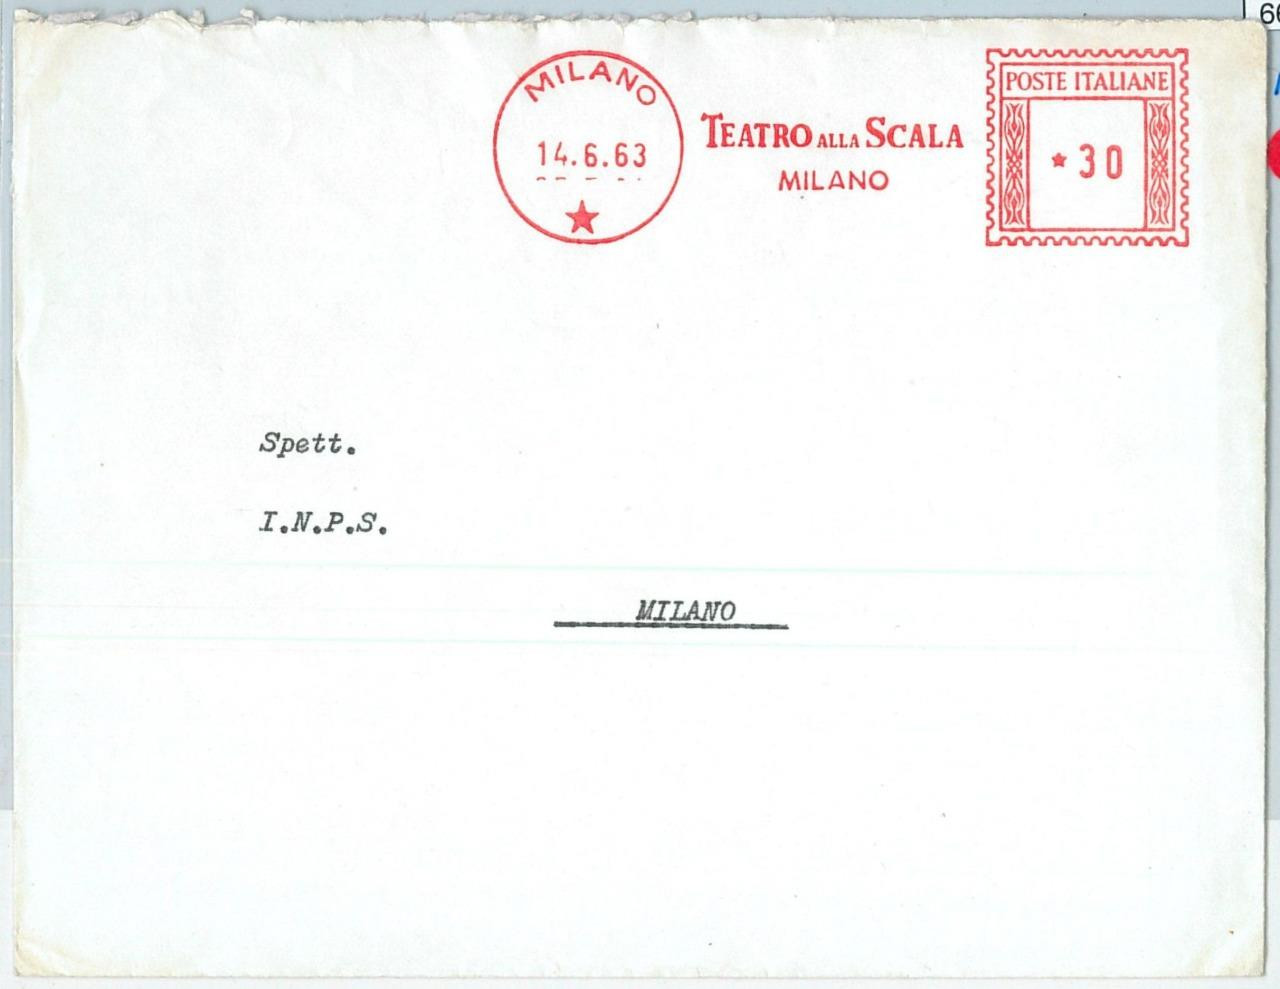 MILANO
14.6.63
TEATRO ALLA SCALA
MILANO
POSTE ITALIANE
*30
Spett.
I.N.P.S.
MILANO